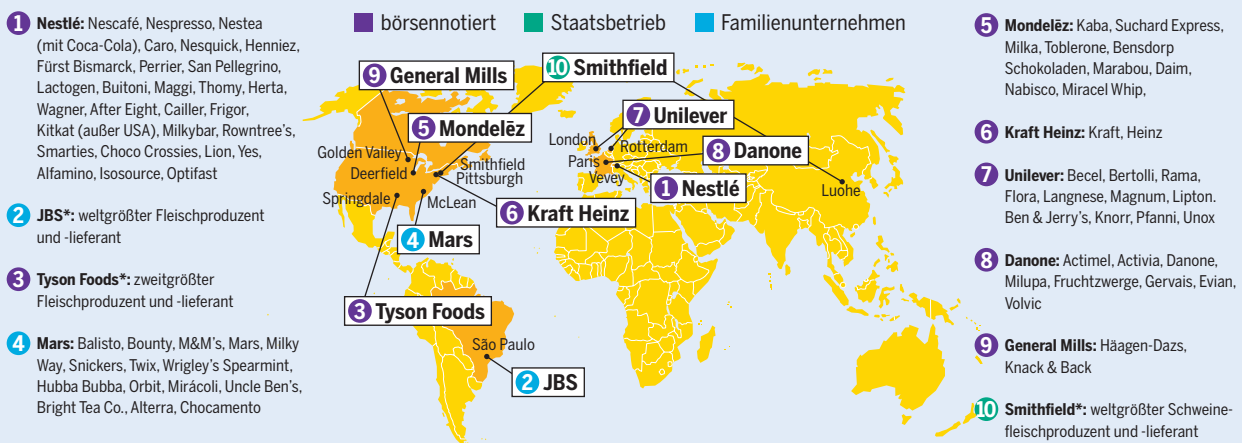 börsennotiert
Staatsbetrieb
Familienunternehmen
1 Nestlé: Nescafé, Nespresso, Nestea
(mit Coca-Cola), Caro, Nesquick, Henniez,
Fürst Bismarck, Perrier, San Pellegrino,
Lactogen, Buitoni, Maggi, Thomy, Herta,
Wagner, After Eight, Cailler, Frigor,
Kitkat (außer USA), Milkybar, Rowntree's,
Smarties, Choco Crossies, Lion, Yes,
Alfamino, Isosource, Optifast
2 JBS*: weltgrößter Fleischproduzent
und -lieferant
3 Tyson Foods*: zweitgrößter
Fleischproduzent und -lieferant
4 Mars: Balisto, Bounty, M&M's, Mars, Milky
Way, Snickers, Twix, Wrigley's Spearmint,
Hubba Bubba, Orbit, Mirácoli, Uncle Ben's,
Bright Tea Co., Alterra, Chocamento
9 General Mills
10 Smithfield
5 Mondelēz
7 Unilever
8 Danone
1 Nestlé
6 Kraft Heinz
4 Mars
3 Tyson Foods
2 JBS
Golden Valley
Deerfield
Springdale
Smithfield
Pittsburgh
McLean
London
Rotterdam
Paris
Vevey
Luohe
São Paulo
5 Mondelēz: Kaba, Suchard Express,
Milka, Toblerone, Bensdorp
Schokoladen, Marabou, Daim,
Nabisco, Miracel Whip,
6 Kraft Heinz: Kraft, Heinz
7 Unilever: Becel, Bertolli, Rama,
Flora, Langnese, Magnum, Lipton.
Ben & Jerry's, Knorr, Pfanni, Unox
8 Danone: Actimel, Activia, Danone,
Milupa, Fruchtzwerge, Gervais, Evian,
Volvic
9 General Mills: Häagen-Dazs,
Knack & Back
10 Smithfield*: weltgrößter Schweine-
fleischproduzent und -lieferant